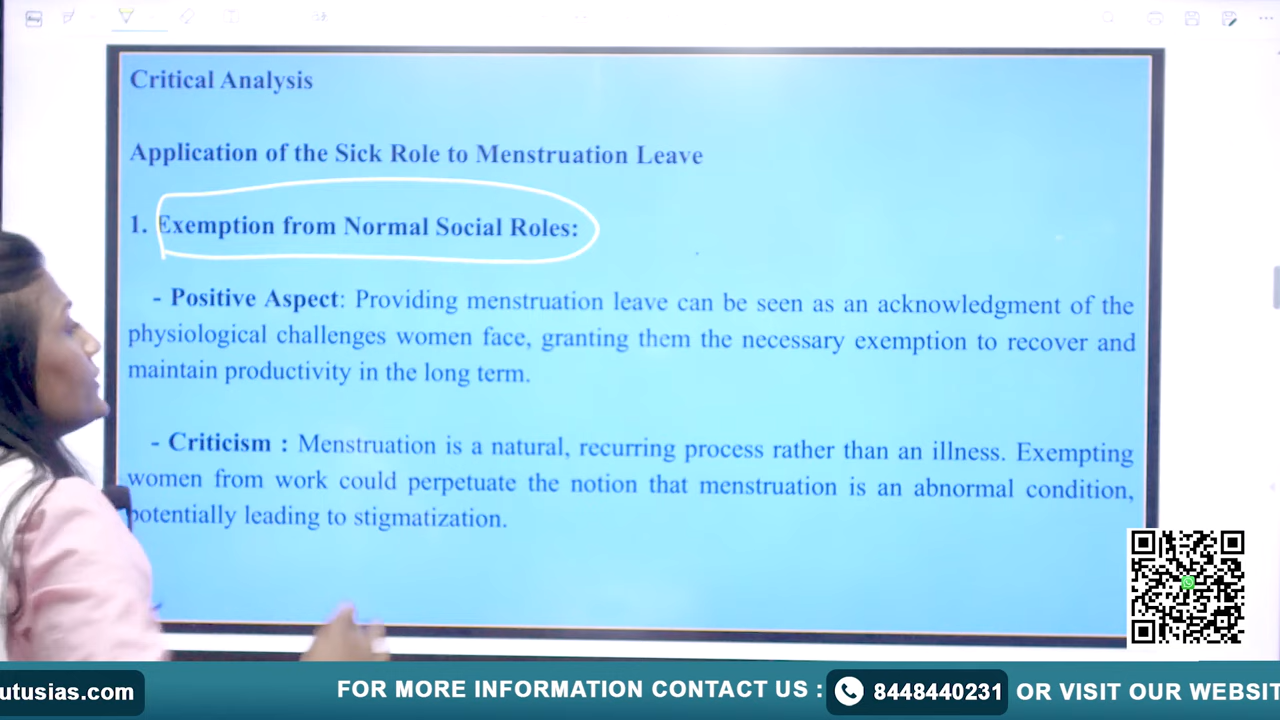 Critical Analysis
Application of the Sick Role to Menstruation Leave
1. Exemption from Normal Social Roles:
- Positive Aspect: Providing menstruation leave can be seen as an acknowledgment of the
physiological challenges women face, granting them the necessary exemption to recover and
maintain productivity in the long term.
- Criticism : Menstruation is a natural, recurring process rather than an illness. Exempting
women from work could perpetuate the notion that menstruation is an abnormal condition,
potentially leading to stigmatization.
utusias.com FOR MORE INFORMATION CONTACT US : 8448440231 OR VISIT OUR WEBSIT